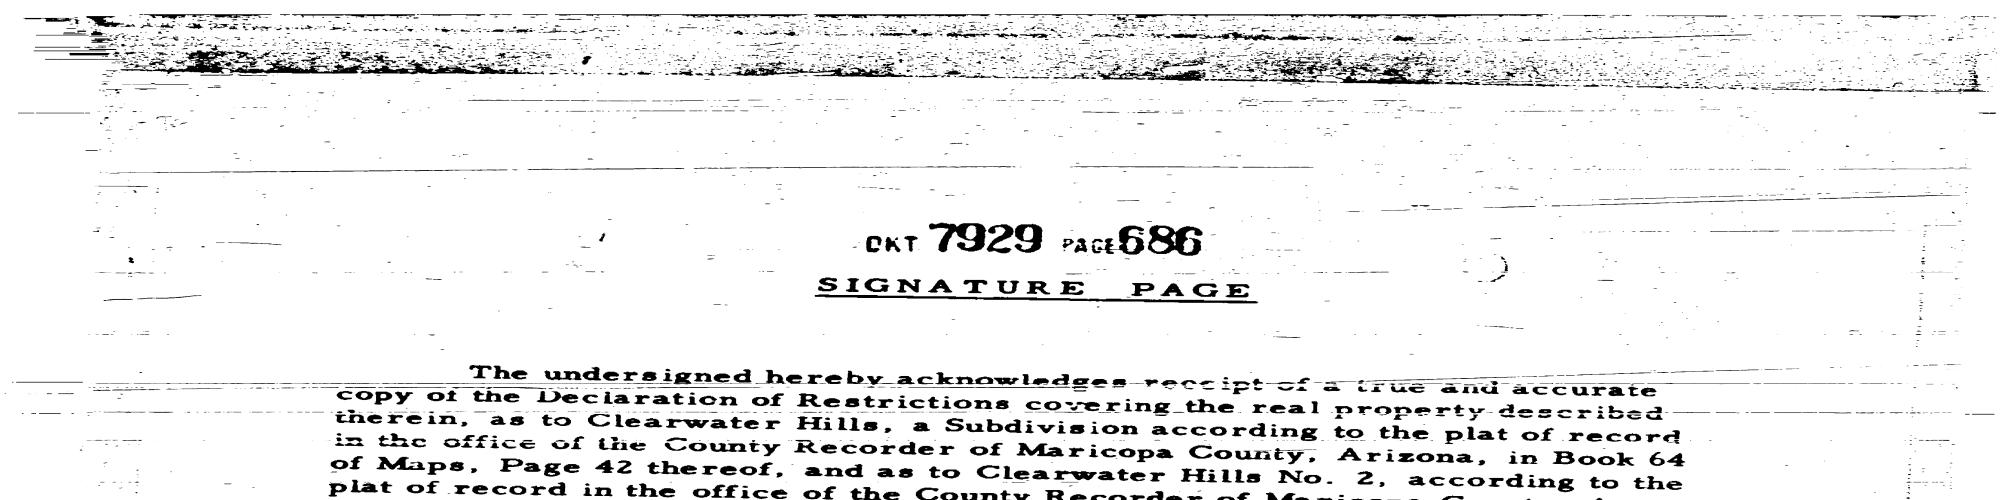 DKT 7929 PAGE 686
SIGNATURE PAGE
The undersigned hereby acknowledges receipt of a true and accurate
copy of the Declaration of Restrictions covering the real property described
therein, as to Clearwater Hills, a Subdivision according to the plat of record
in the office of the County Recorder of Maricopa County, Arizona, in Book 64
of Maps, Page 42 thereof, and as to Clearwater Hills No. 2, according to the
plat of record in the office of the County Recorder of Maricopa